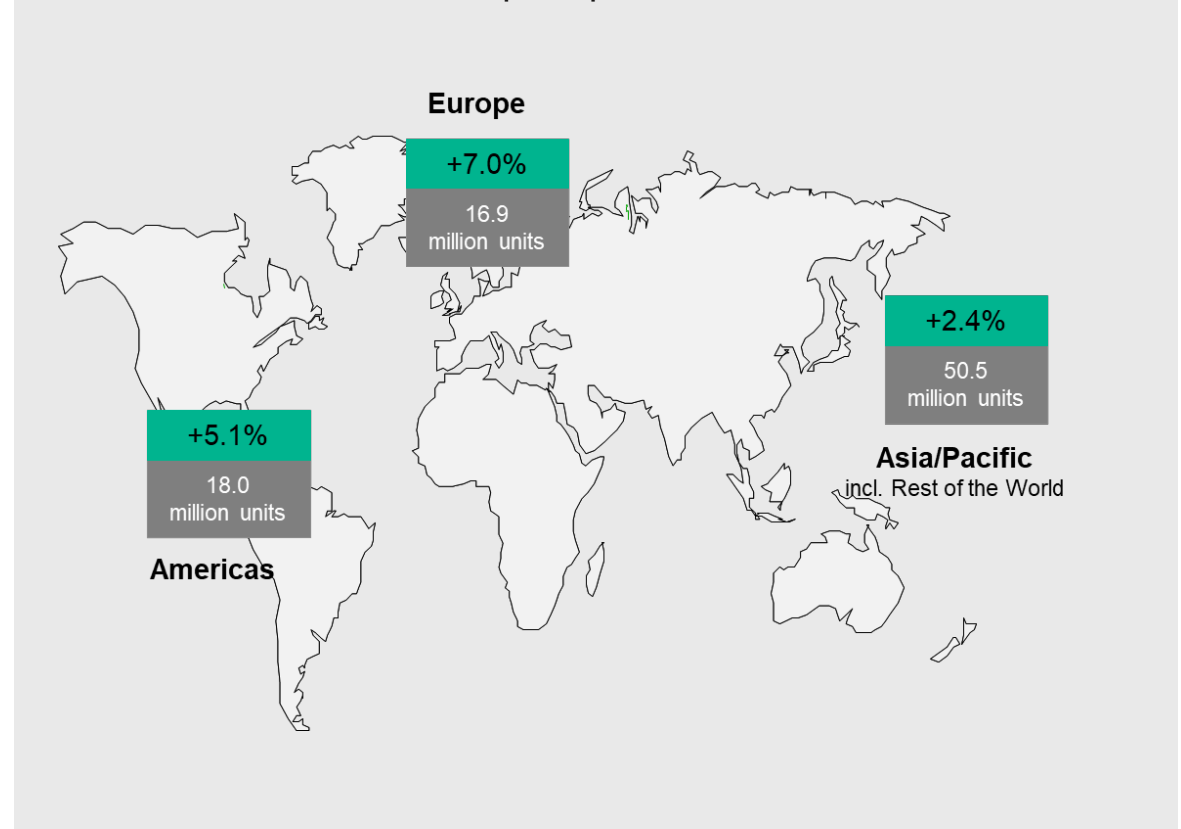 Europe
+7.0%
16.9
million units
+2.4%
50.5
million units
Asia/Pacific
incl. Rest of the World
+5.1%
18.0
million units
Americas